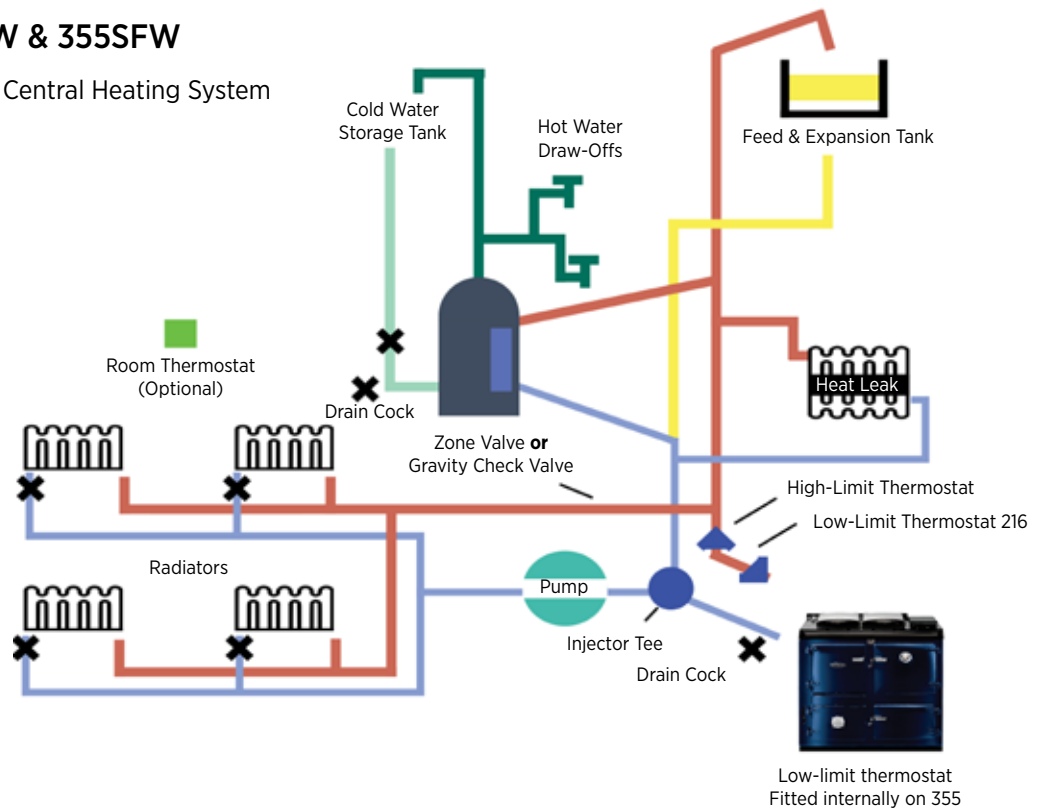 W & 355SFW
Central Heating System
Cold Water
Storage Tank
Hot Water
Draw-Offs
Feed & Expansion Tank
Room Thermostat
(Optional)
Drain Cock
Heat Leak
Zone Valve or
Gravity Check Valve
High-Limit Thermostat
Low-Limit Thermostat 216
Radiators
Pump
Injector Tee
Drain Cock
Low-limit thermostat
Fitted internally on 355